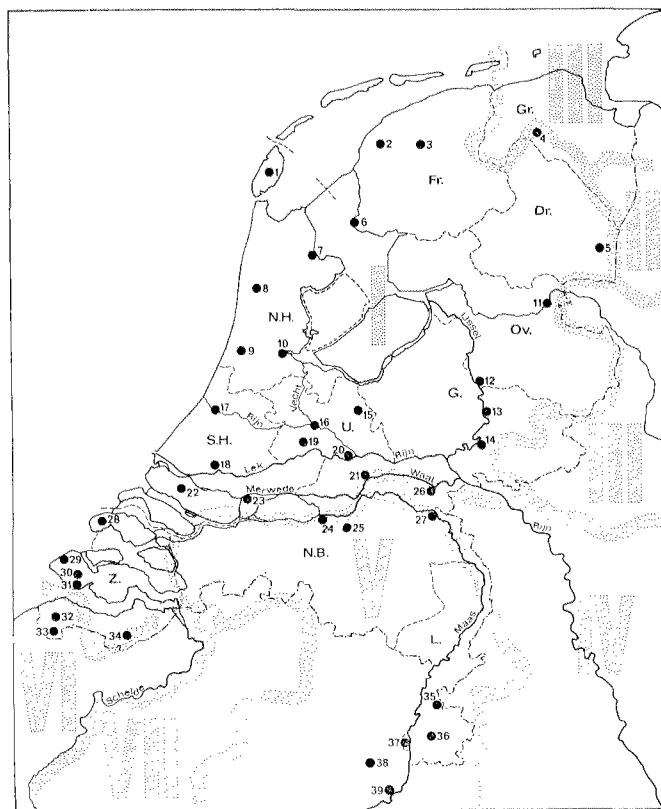 III
Gr.
4
2
3
1
Fr.
Dr.
6
5
7
8
I
11
N.H.
IJssel
Ov.
9
10
12
Vecht
G.
13
17
15
Rijn
16
U.
14
S.H.
19
20
Rijn
18
Lek
21
Waal
22
Merwede
26
23
28
24
25
27
Rijn
N.B.
29
30
Z.
31
V
IV
32
33
34
L.
Maas
Schelde
35
37
36
38
39